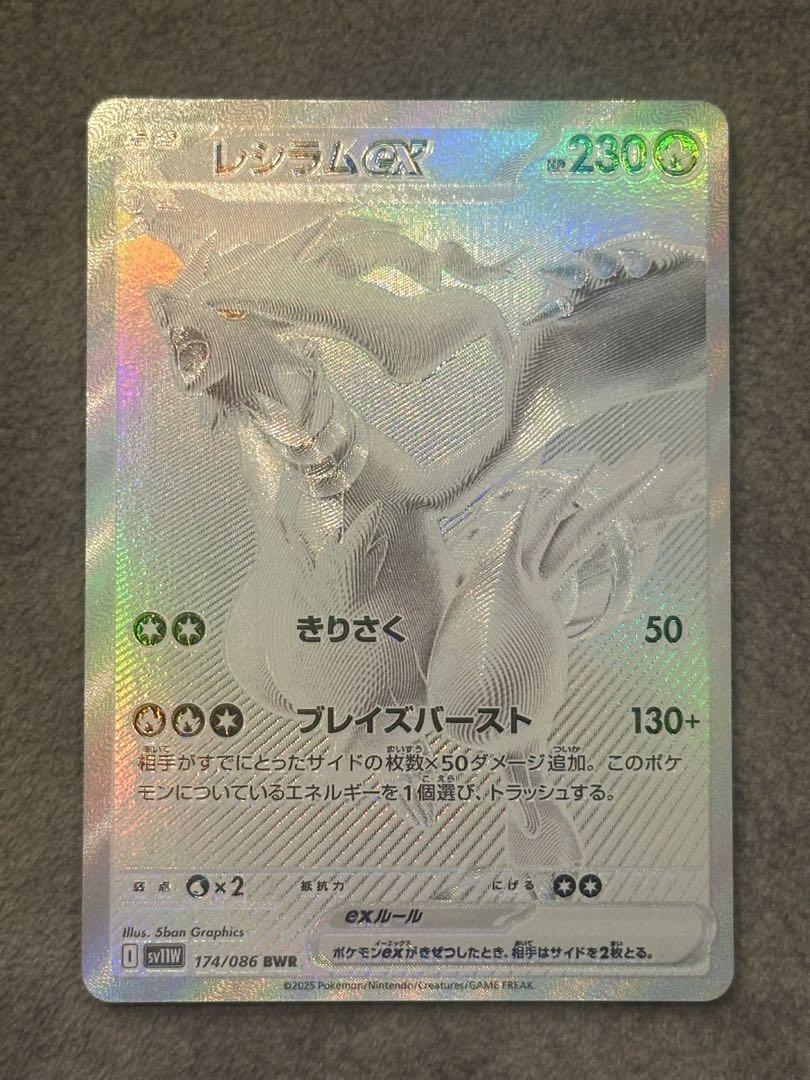 レシラムex HP 230
きりさく 50
ブレイズバースト 130+
相手がすでにとったサイドの枚数×50ダメージ追加。このポケ
モンについているエネルギーを1個選び、トラッシュする。
弱点 ×2 抵抗力 にげる
exルール
ポケモンexがきぜつしたとき、相手はサイドを2枚とる。
Illus. 5ban Graphics
I SV11W 174/086 BWR
©2025 Pokémon/Nintendo/Creatures/GAME FREAK.